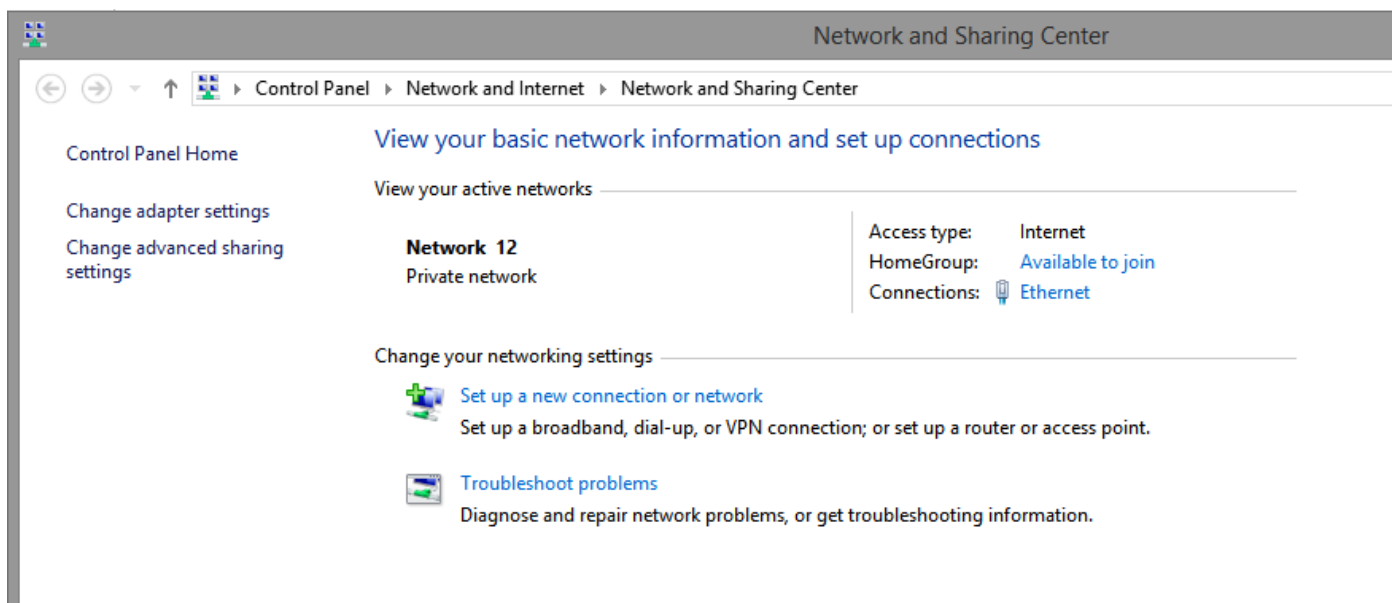 Network and Sharing Center
Control Panel Network and Internet Network and Sharing Center
Control Panel Home
Change adapter settings
Change advanced sharing
settings
View your basic network information and set up connections
View your active networks
Network 12
Private network
Access type: Internet
HomeGroup: Available to join
Connections: Ethernet
Change your networking settings
Set up a new connection or network
Set up a broadband, dial-up, or VPN connection; or set up a router or access point.
Troubleshoot problems
Diagnose and repair network problems, or get troubleshooting information.